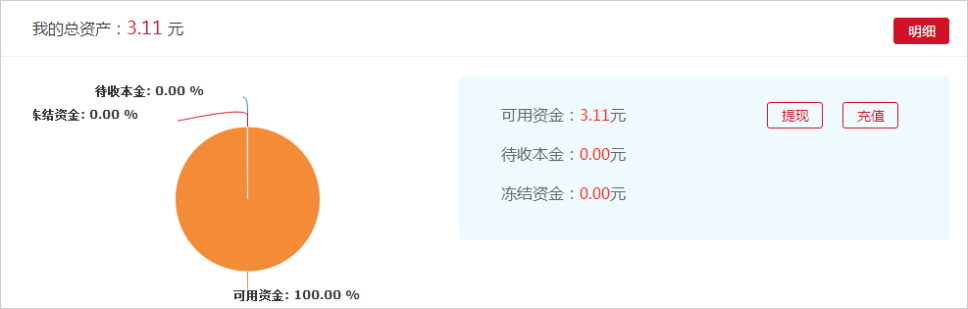 我的总资产：3.11 元
明细
待收本金: 0.00 %
冻结资金: 0.00 %
可用资金: 100.00 %
可用资金：3.11元
提现
充值
待收本金：0.00元
冻结资金：0.00元